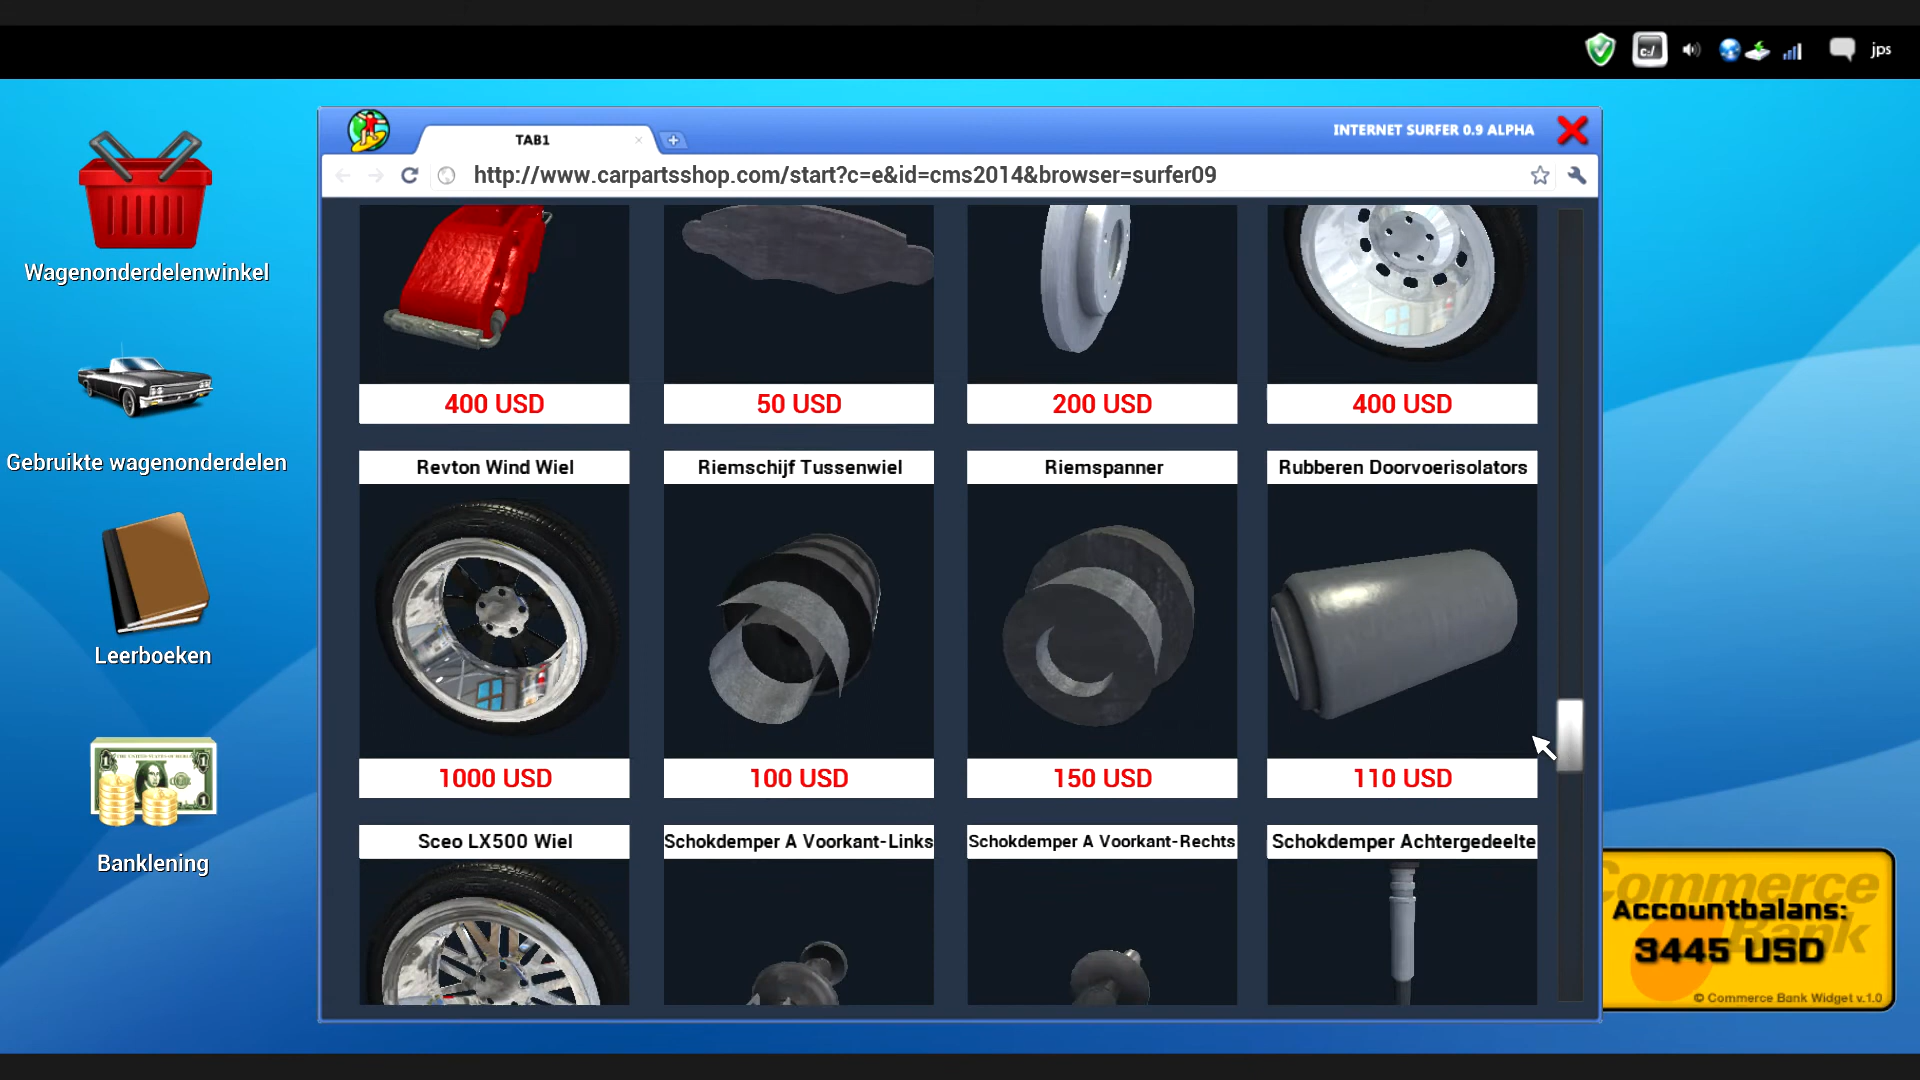 jps
TAB1
INTERNET SURFER 0.9 ALPHA
http://www.carpartsshop.com/start?c=e&id=cms2014&browser=surfer09
Wagenonderdelenwinkel
Gebruikte wagenonderdelen
Leerboeken
Banklening
400 USD
50 USD
200 USD
400 USD
Revton Wind Wiel
Riemschijf Tussenwiel
Riemspanner
Rubberen Doorvoerisolators
1000 USD
100 USD
150 USD
110 USD
Sceo LX500 Wiel
Schokdemper A Voorkant-Links
Schokdemper A Voorkant-Rechts
Schokdemper Achtergedeelte
Commerce
Bank
Accountbalans:
3445 USD
© Commerce Bank Widget v.1.0